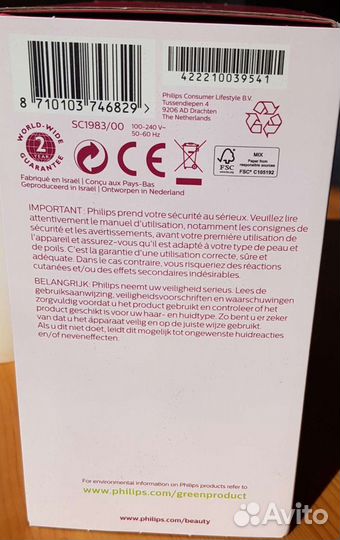 8 710103 746829
422210039541
SC1983/00
100-240 V~
50-60 Hz
Philips Consumer Lifestyle B.V.
Tussendiepen 4
9206 AD Drachten
The Netherlands
WORLD-WIDE
2
YEAR
GUARANTEE
CE
FSC
www.fsc.org
MIX
Paper from
responsible sources
FSC® C105192
Fabriqué en Israël | Conçu aux Pays-Bas
Geproduceerd in Israël | Ontworpen in Nederland
IMPORTANT : Philips prend votre sécurité au sérieux. Veuillez lire
attentivement le manuel d'utilisation, notamment les consignes de
sécurité et les avertissements, avant votre première utilisation de
l'appareil et assurez-vous qu'il est adapté à votre type de peau et
de poils. C'est la garantie d'une utilisation correcte, sûre et
adéquate. Dans le cas contraire, vous risqueriez des réactions
cutanées et/ou des effets secondaires indésirables.
BELANGRIJK: Philips neemt uw veiligheid serieus. Lees de
gebruiksaanwijzing, veiligheidsvoorschriften en waarschuwingen
zorgvuldig voordat u het product gebruikt en controleer of het
product geschikt is voor uw haar- en huidtype. Zo bent u er zeker
van dat u het apparaat veilig en op de juiste wijze gebruikt.
Als u dit niet doet, leidt dit mogelijk tot ongewenste huidreacties
en/of neveneffecten.
For environmental information on Philips products refer to
www.philips.com/greenproduct
www.philips.com/beauty
Avito